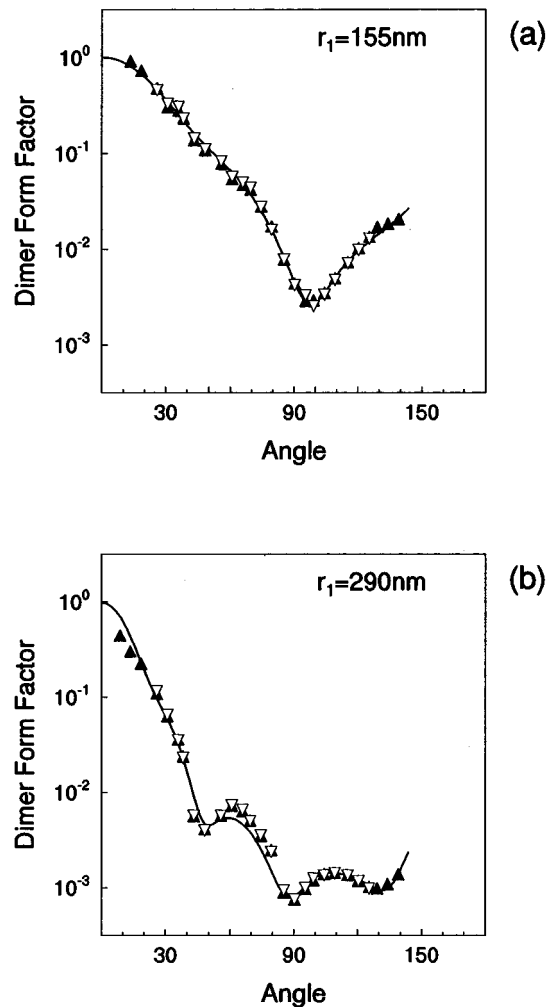 r₁=155nm
(a)
10⁰
10⁻¹
10⁻²
10⁻³
Dimer Form Factor
30 90 150
Angle
r₁=290nm
(b)
10⁰
10⁻¹
10⁻²
10⁻³
Dimer Form Factor
30 90 150
Angle